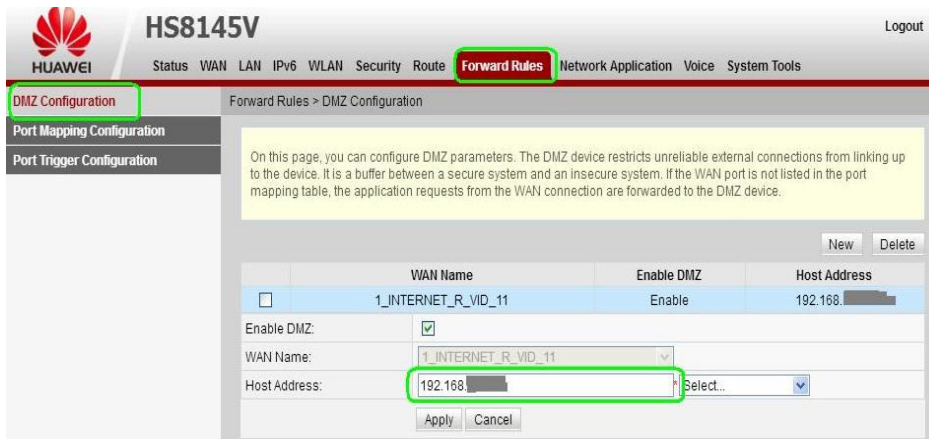 HS8145V
Logout
HUAWEI
Status WAN LAN IPv6 WLAN Security Route Forward Rules Network Application Voice System Tools
DMZ Configuration
Forward Rules > DMZ Configuration
Port Mapping Configuration
Port Trigger Configuration
On this page, you can configure DMZ parameters. The DMZ device restricts unreliable external connections from linking up
to the device. It is a buffer between a secure system and an insecure system. If the WAN port is not listed in the port
mapping table, the application requests from the WAN connection are forwarded to the DMZ device.
New Delete
WAN Name Enable DMZ Host Address
1_INTERNET_R_VID_11 Enable 192.168.
Enable DMZ:
WAN Name: 1_INTERNET_R_VID_11
Host Address: 192.168. * Select...
Apply Cancel